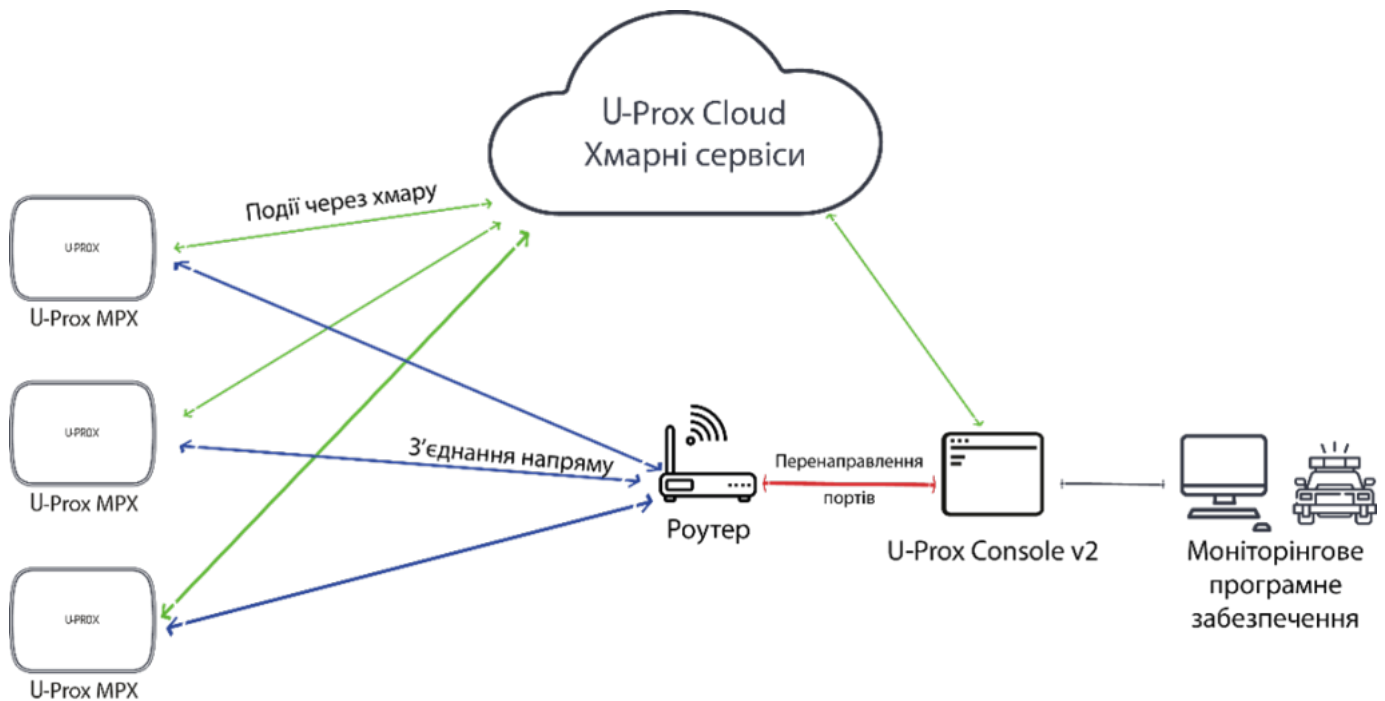 U-Prox Cloud
Хмарні сервіси
Події через хмару
U-PROX
U-Prox MPX
U-PROX
U-Prox MPX
З’єднання напряму
Роутер
Перенаправлення
портів
U-Prox Console v2
Моніторінгове
програмне
забезпечення
U-PROX
U-Prox MPX